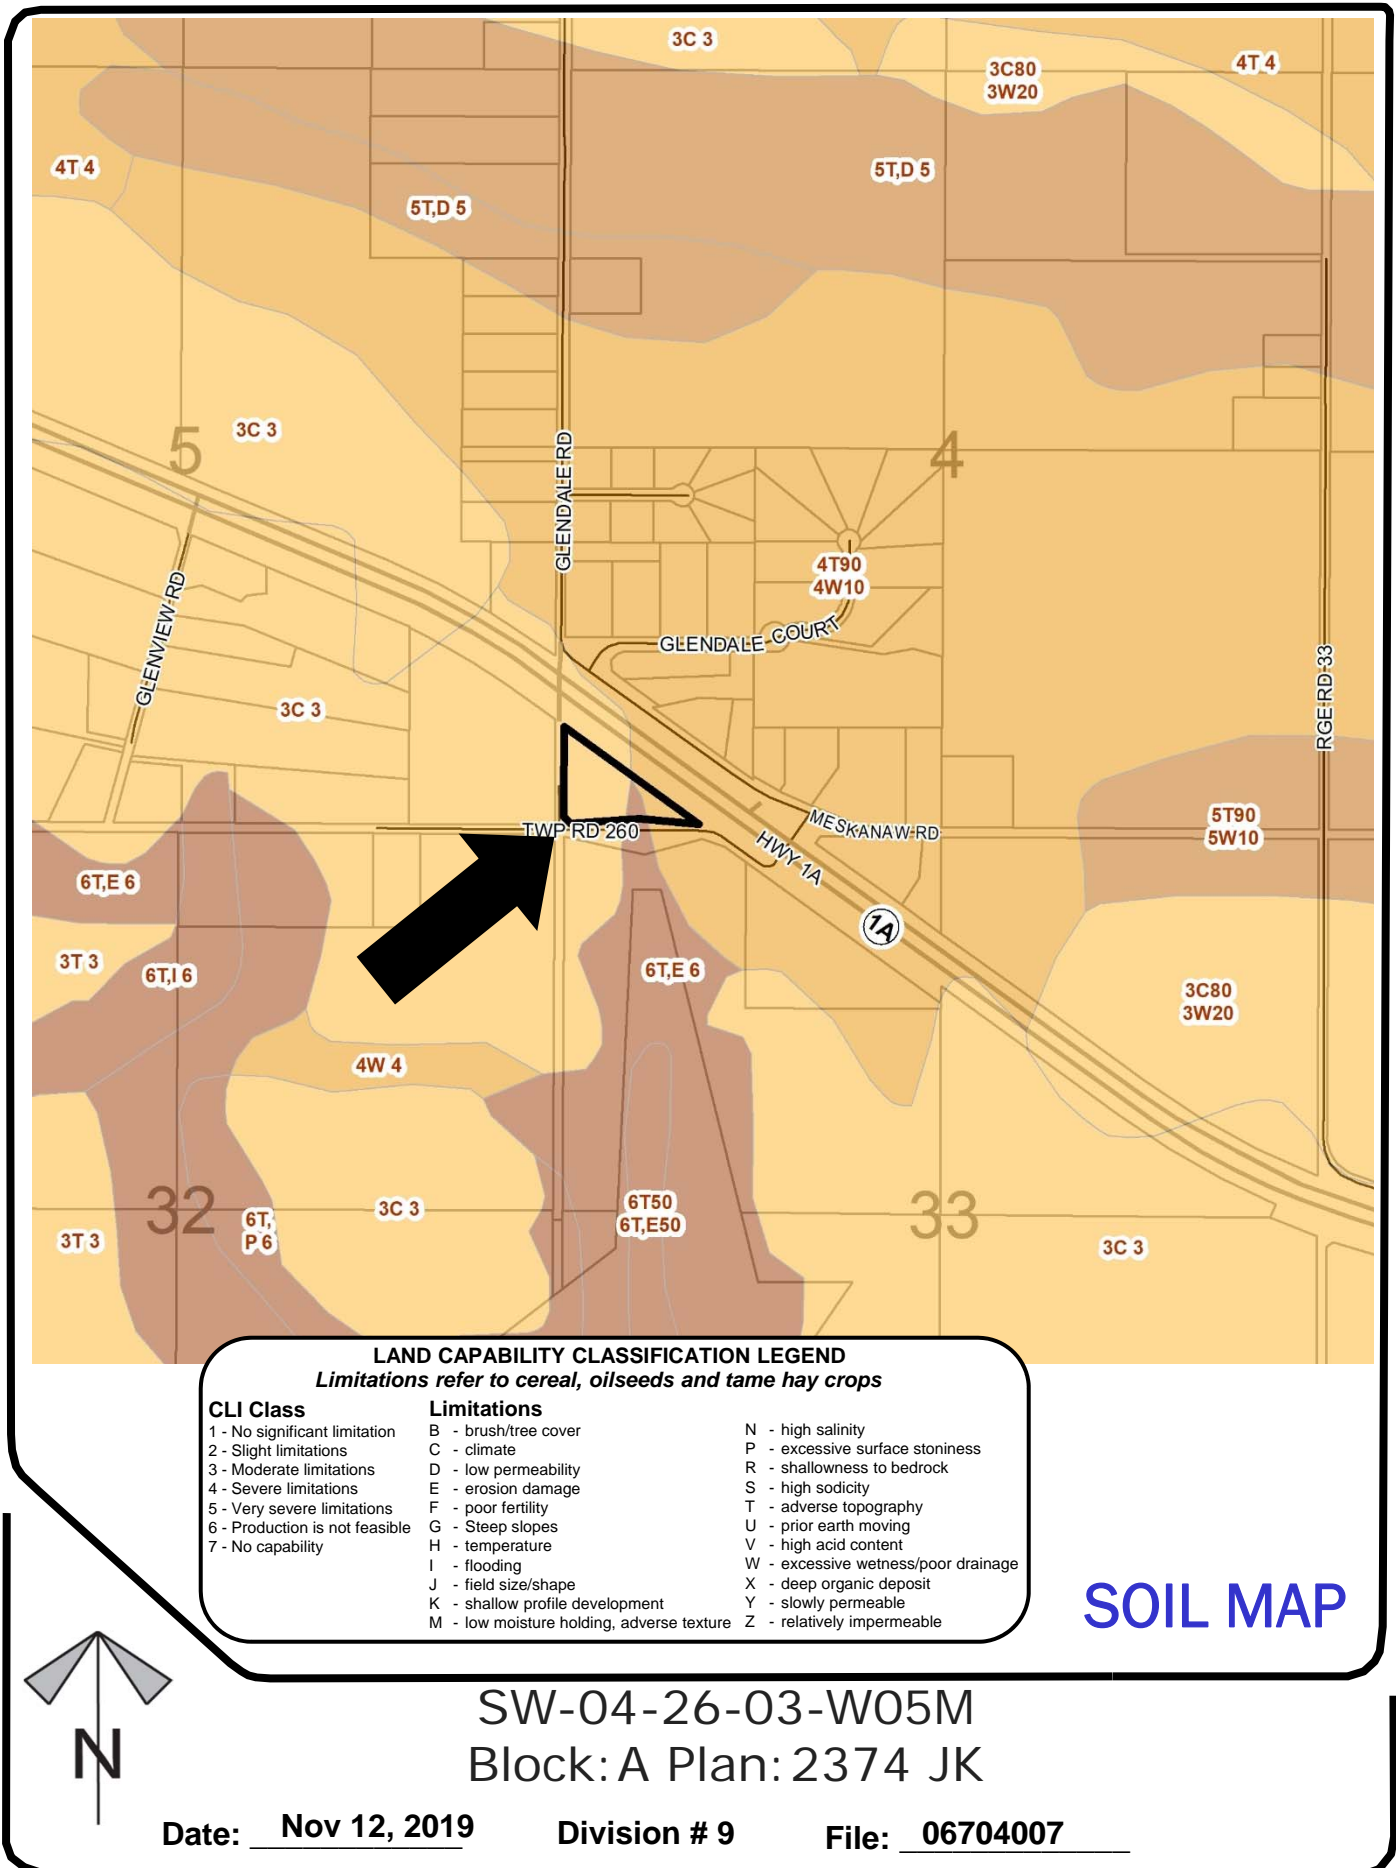 3C 3
3C80
3W20
4T 4
4T 4
5T,D 5
5T,D 5
5
3C 3
GLENDALE RD
4
4T90
4W10
GLENVIEW RD
GLENDALE COURT
3C 3
RGE RD 33
TWP RD 260
MESKANAW RD
HWY 1A
5T90
5W10
6T,E 6
1A
3T 3
6T,I 6
6T,E 6
3C80
3W20
4W 4
32
6T,
P 6
3C 3
6T50
6T,E50
33
3T 3
3C 3
LAND CAPABILITY CLASSIFICATION LEGEND
Limitations refer to cereal, oilseeds and tame hay crops
CLI Class
1 - No significant limitation
2 - Slight limitations
3 - Moderate limitations
4 - Severe limitations
5 - Very severe limitations
6 - Production is not feasible
7 - No capability
Limitations
B - brush/tree cover
C - climate
D - low permeability
E - erosion damage
F - poor fertility
G - Steep slopes
H - temperature
I - flooding
J - field size/shape
K - shallow profile development
M - low moisture holding, adverse texture
N - high salinity
P - excessive surface stoniness
R - shallowness to bedrock
S - high sodicity
T - adverse topography
U - prior earth moving
V - high acid content
W - excessive wetness/poor drainage
X - deep organic deposit
Y - slowly permeable
Z - relatively impermeable
SOIL MAP
N
SW-04-26-03-W05M
Block:A Plan:2374 JK
Date: Nov 12, 2019 Division # 9 File: 06704007